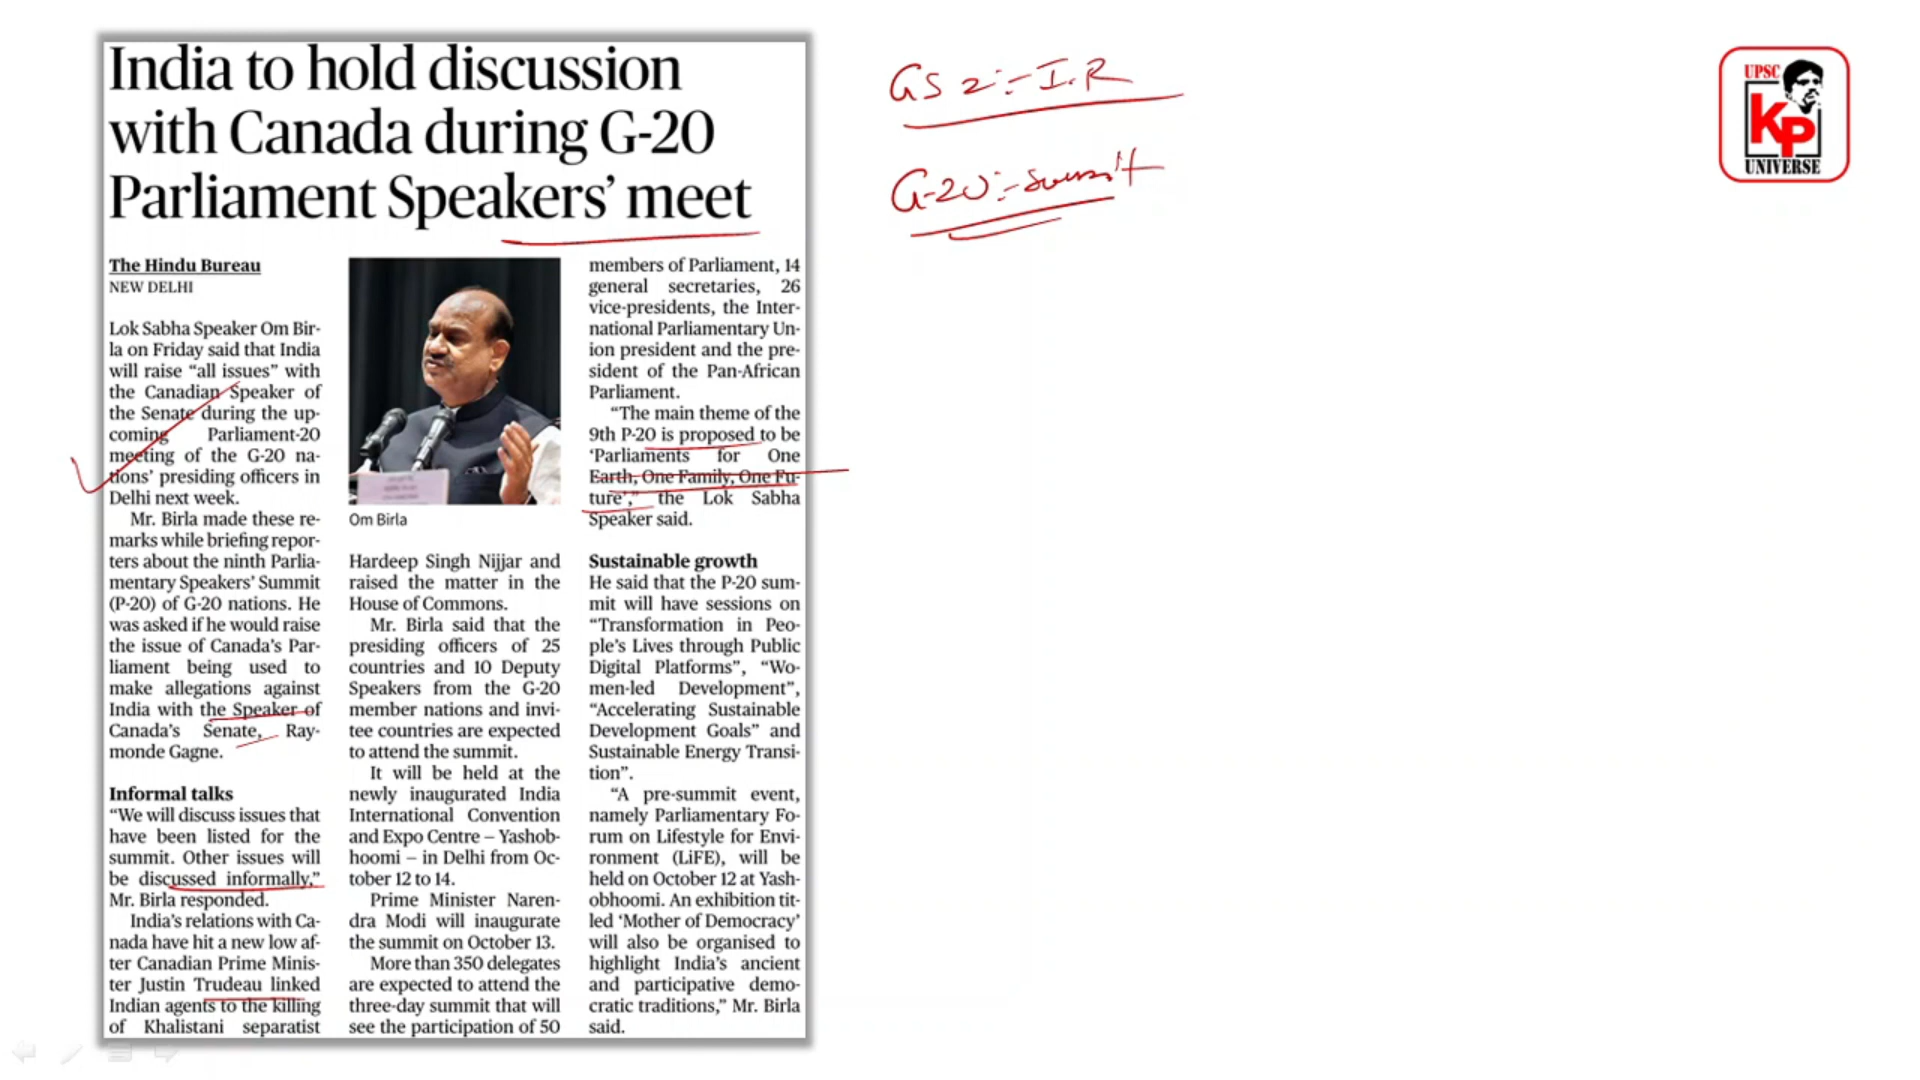 India to hold discussion
with Canada during G-20
Parliament Speakers’ meet
The Hindu Bureau
NEW DELHI
Lok Sabha Speaker Om Bir-
la on Friday said that India
will raise “all issues” with
the Canadian Speaker of
the Senate during the up-
coming Parliament-20
meeting of the G-20 na-
tions’ presiding officers in
Delhi next week.
Mr. Birla made these re-
marks while briefing repor-
ters about the ninth Parlia-
mentary Speakers’ Summit
(P-20) of G-20 nations. He
was asked if he would raise
the issue of Canada’s Par-
liament being used to
make allegations against
India with the Speaker of
Canada’s Senate, Ray-
monde Gagne.
Informal talks
“We will discuss issues that
have been listed for the
summit. Other issues will
be discussed informally,”
Mr. Birla responded.
India’s relations with Ca-
nada have hit a new low af-
ter Canadian Prime Minis-
ter Justin Trudeau linked
Indian agents to the killing
of Khalistani separatist
Om Birla
Hardeep Singh Nijjar and
raised the matter in the
House of Commons.
Mr. Birla said that the
presiding officers of 25
countries and 10 Deputy
Speakers from the G-20
member nations and invi-
tee countries are expected
to attend the summit.
It will be held at the
newly inaugurated India
International Convention
and Expo Centre – Yashob-
hoomi – in Delhi from Oc-
tober 12 to 14.
Prime Minister Naren-
dra Modi will inaugurate
the summit on October 13.
More than 350 delegates
are expected to attend the
three-day summit that will
see the participation of 50
members of Parliament, 14
general secretaries, 26
vice-presidents, the Inter-
national Parliamentary Un-
ion president and the pre-
sident of the Pan-African
Parliament.
“The main theme of the
9th P-20 is proposed to be
‘Parliaments for One
Earth, One Family, One Fu-
ture’,” the Lok Sabha
Speaker said.
Sustainable growth
He said that the P-20 sum-
mit will have sessions on
“Transformation in Peo-
ple’s Lives through Public
Digital Platforms”, “Wo-
men-led Development”,
“Accelerating Sustainable
Development Goals” and
Sustainable Energy Transi-
tion”.
“A pre-summit event,
namely Parliamentary Fo-
rum on Lifestyle for Envi-
ronment (LiFE), will be
held on October 12 at Yash-
obhoomi. An exhibition tit-
led ‘Mother of Democracy’
will also be organised to
highlight India’s ancient
and participative demo-
cratic traditions,” Mr. Birla
said.
GS 2:- I.R
G-20:- Summit
UPSC
KP
UNIVERSE